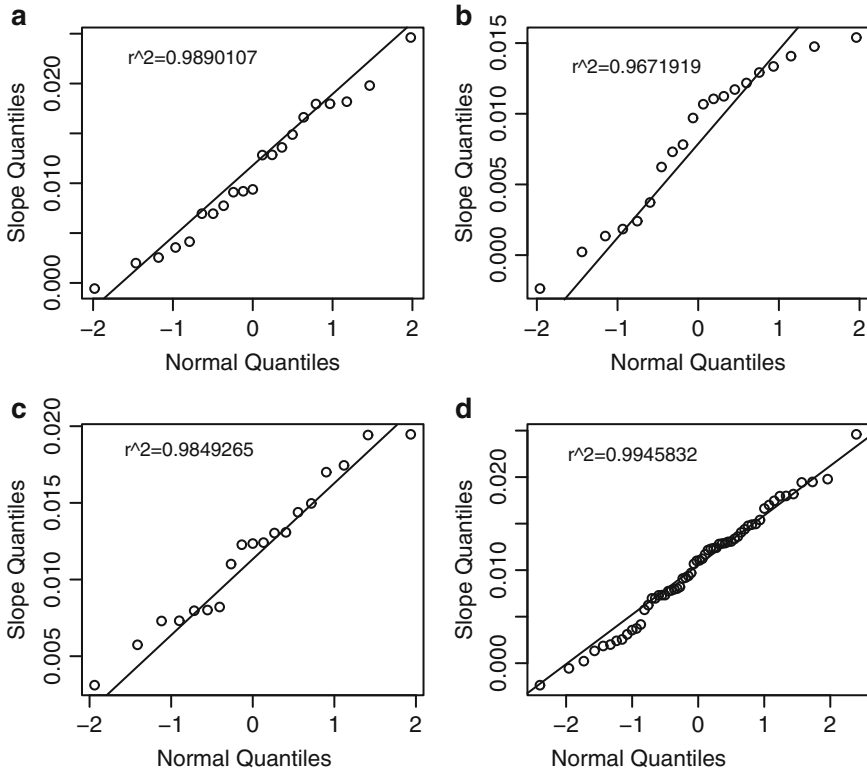 a
r^2=0.9890107
Slope Quantiles
0.000
0.010
0.020
−2
−1
0
1
2
Normal Quantiles
b
r^2=0.9671919
Slope Quantiles
0.000
0.005
0.010
0.015
−2
−1
0
1
2
Normal Quantiles
c
r^2=0.9849265
Slope Quantiles
0.005
0.010
0.015
0.020
−2
−1
0
1
2
Normal Quantiles
d
r^2=0.9945832
Slope Quantiles
0.000
0.010
0.020
−2
−1
0
1
2
Normal Quantiles